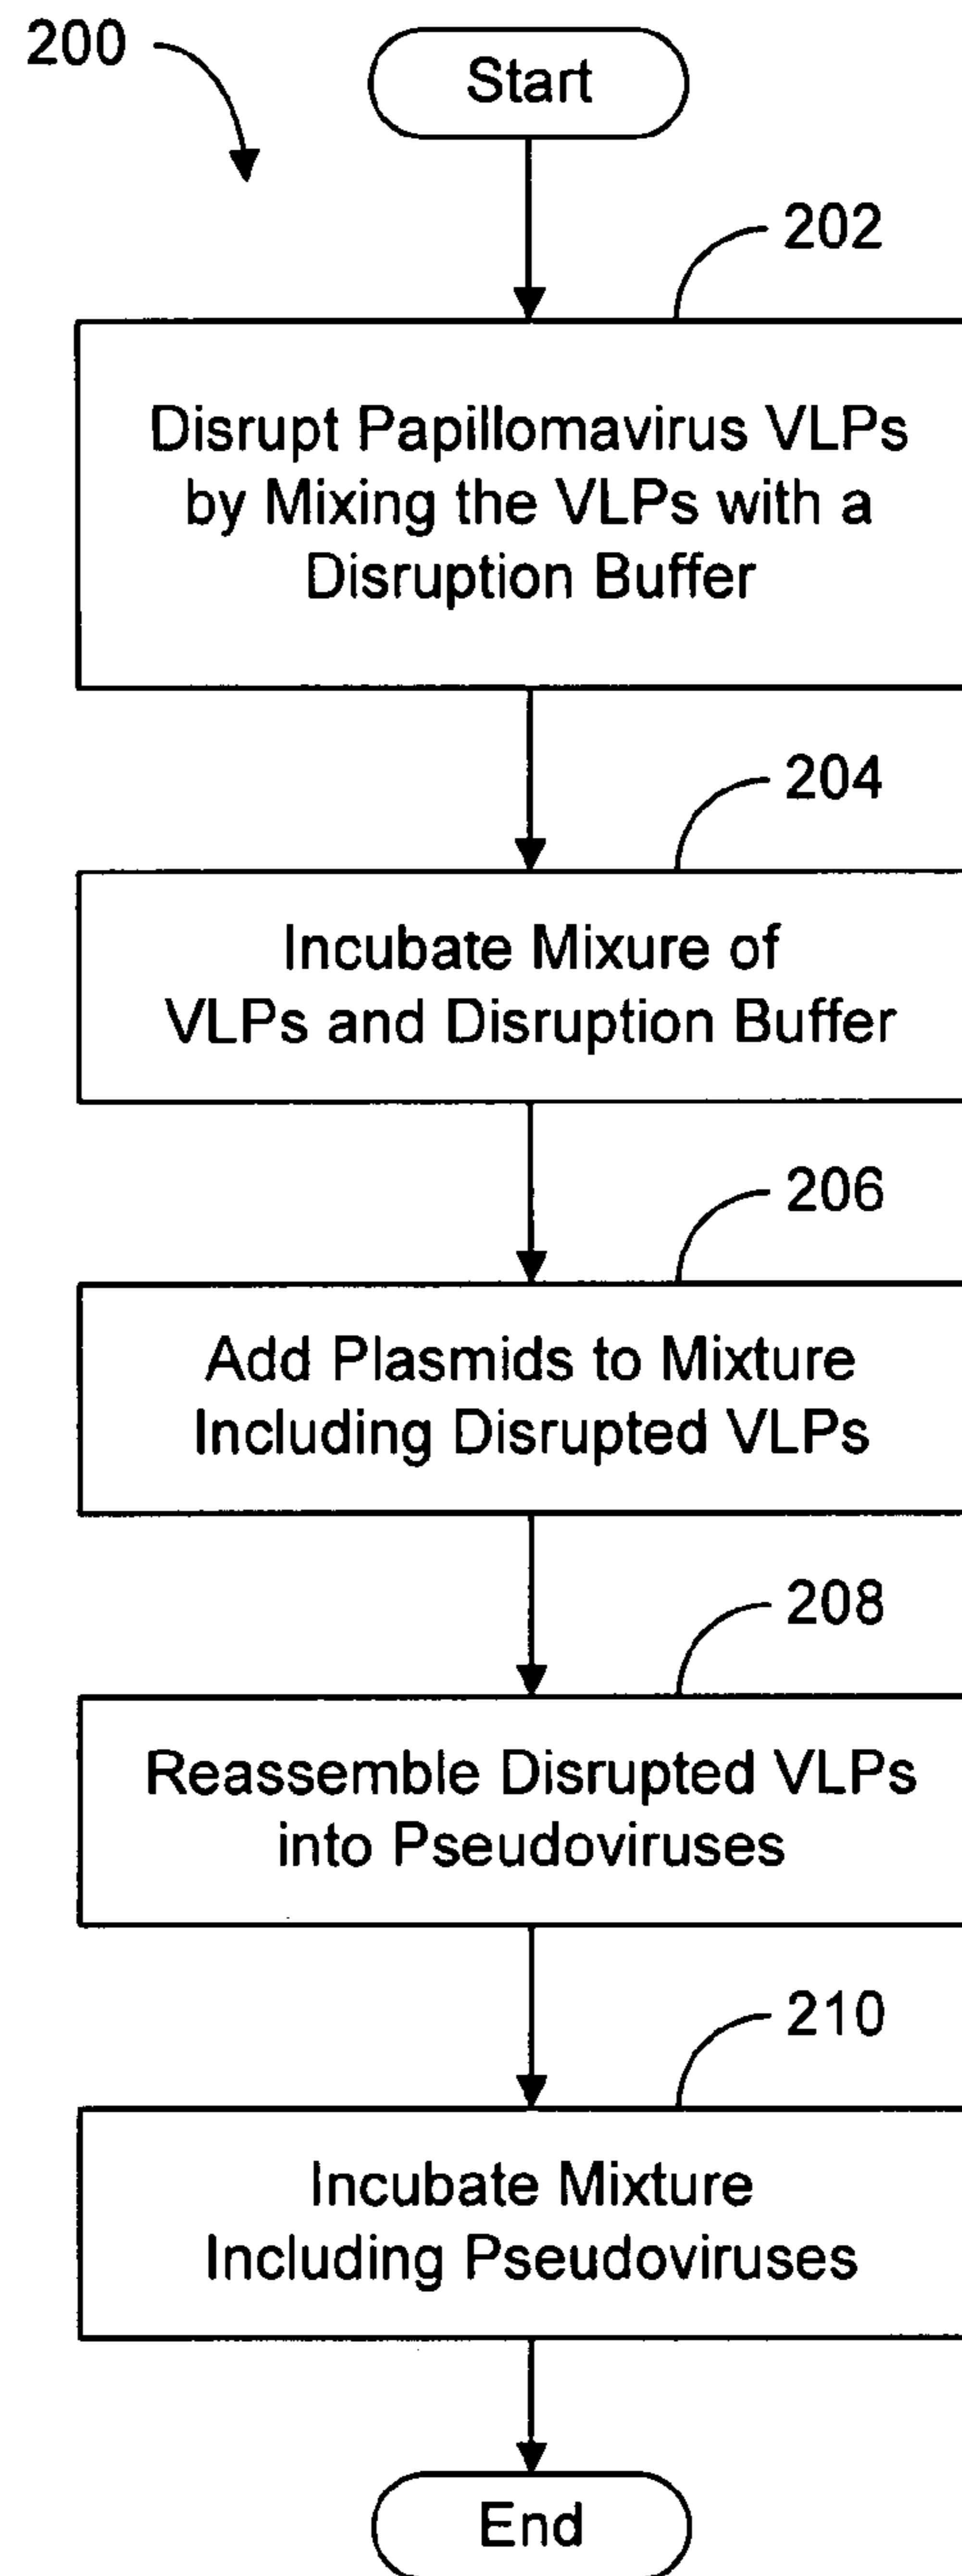 200
Start
202
Disrupt Papillomavirus VLPs
by Mixing the VLPs with a
Disruption Buffer
204
Incubate Mixure of
VLPs and Disruption Buffer
206
Add Plasmids to Mixture
Including Disrupted VLPs
208
Reassemble Disrupted VLPs
into Pseudoviruses
210
Incubate Mixture
Including Pseudoviruses
End